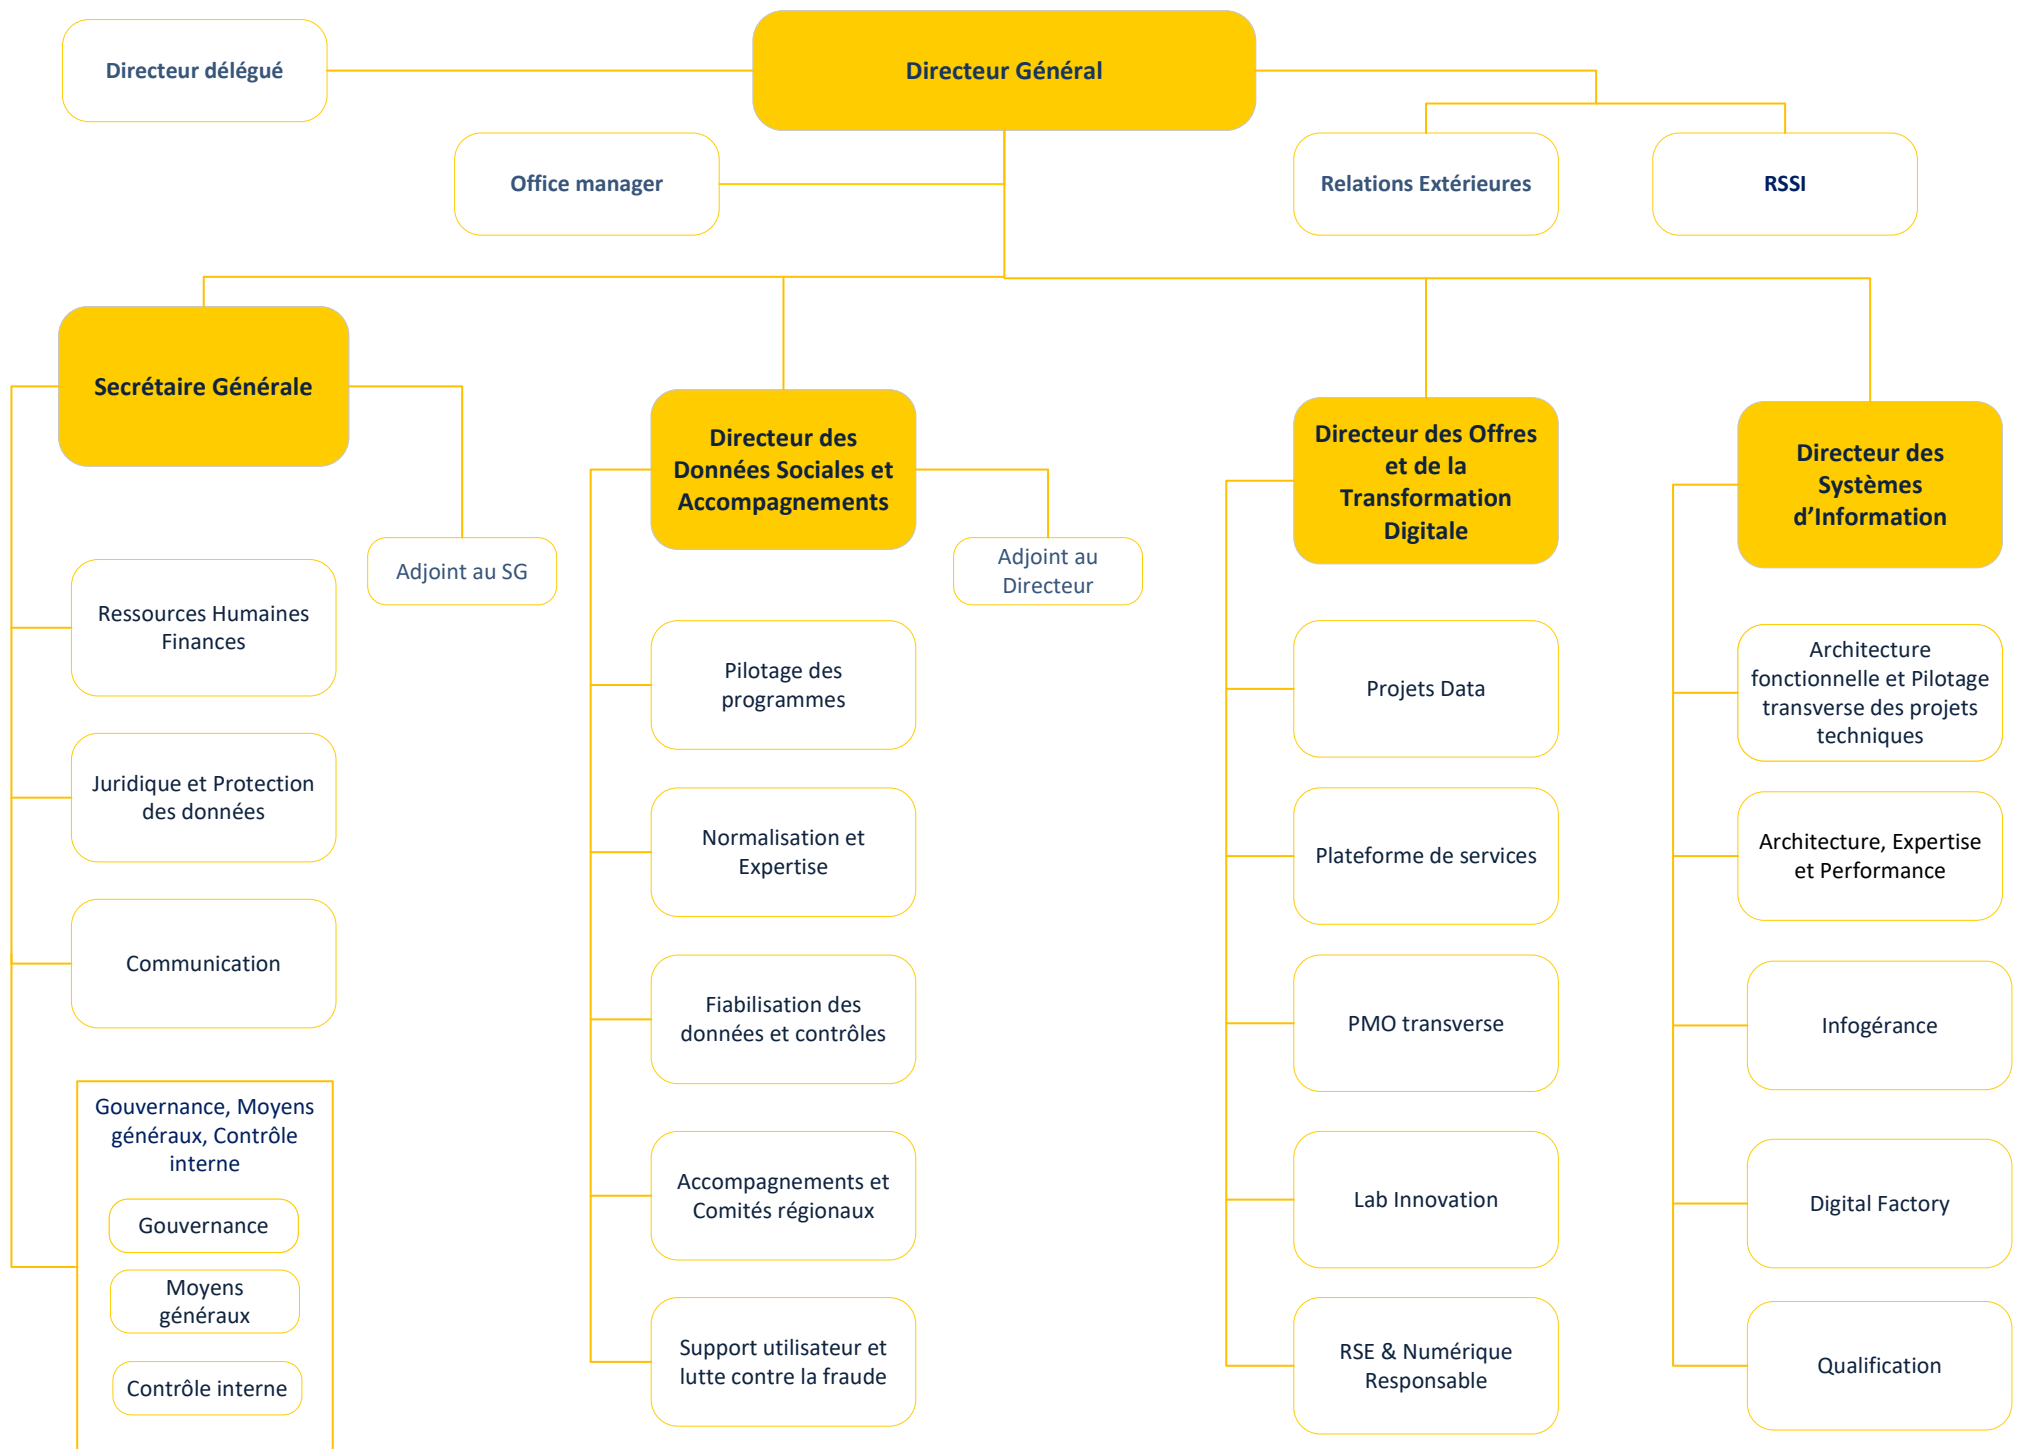 Directeur délégué
Directeur Général
Office manager
Relations Extérieures
RSSI
Secrétaire Générale
Adjoint au SG
Ressources Humaines
Finances
Juridique et Protection
des données
Communication
Gouvernance, Moyens
généraux, Contrôle
interne
Gouvernance
Moyens
généraux
Contrôle interne
Directeur des
Données Sociales et
Accompagnements
Adjoint au
Directeur
Pilotage des
programmes
Normalisation et
Expertise
Fiabilisation des
données et contrôles
Accompagnements et
Comités régionaux
Support utilisateur et
lutte contre la fraude
Directeur des Offres
et de la
Transformation
Digitale
Projets Data
Plateforme de services
PMO transverse
Lab Innovation
RSE & Numérique
Responsable
Directeur des
Systèmes
d’Information
Architecture
fonctionnelle et Pilotage
transverse des projets
techniques
Architecture, Expertise
et Performance
Infogérance
Digital Factory
Qualification